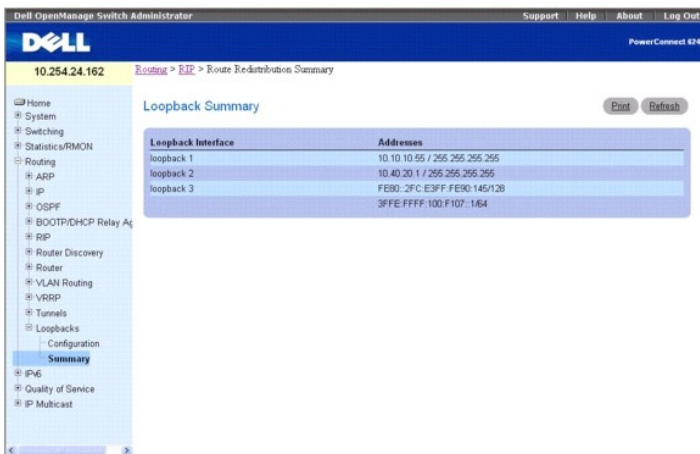 Dell OpenManage Switch Administrator
Support Help About Log Out
DELL
PowerConnect 624
10.254.24.162
Routing > RIP > Route Redistribution Summary
Home
System
Switching
Statistics/RMON
Routing
ARP
IP
OSPF
BOOTP/DHCP Relay Ag
RIP
Router Discovery
Router
VLAN Routing
VRRP
Tunnels
Loopbacks
Configuration
Summary
IPv6
Quality of Service
IP Multicast
Loopback Summary
Print Refresh
Loopback Interface Addresses
loopback 1 10.10.10.55 / 255.255.255.255
loopback 2 10.40.20.1 / 255.255.255.255
loopback 3 FE80::2FC:E3FF:FE90:145/128
3FFE:FFFF:100:F107::1/64